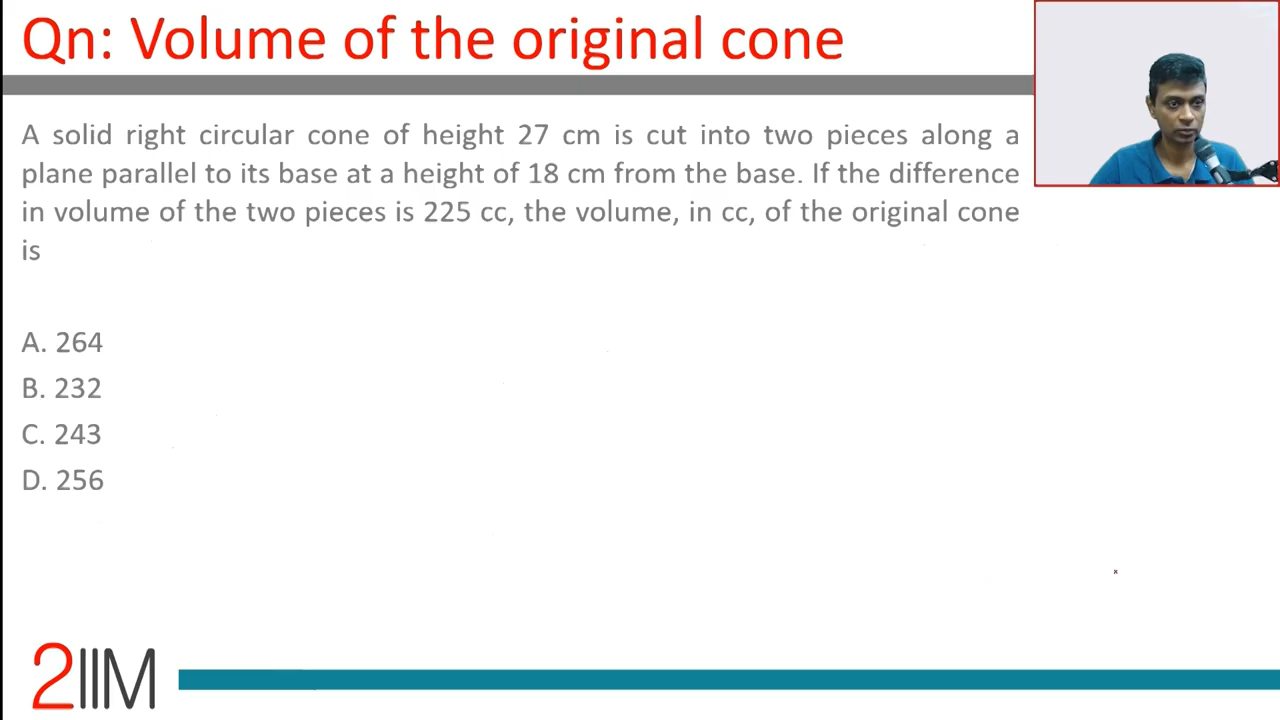 Qn: Volume of the original cone
A solid right circular cone of height 27 cm is cut into two pieces along a
plane parallel to its base at a height of 18 cm from the base. If the difference
in volume of the two pieces is 225 cc, the volume, in cc, of the original cone
is
A. 264
B. 232
C. 243
D. 256
2IIM